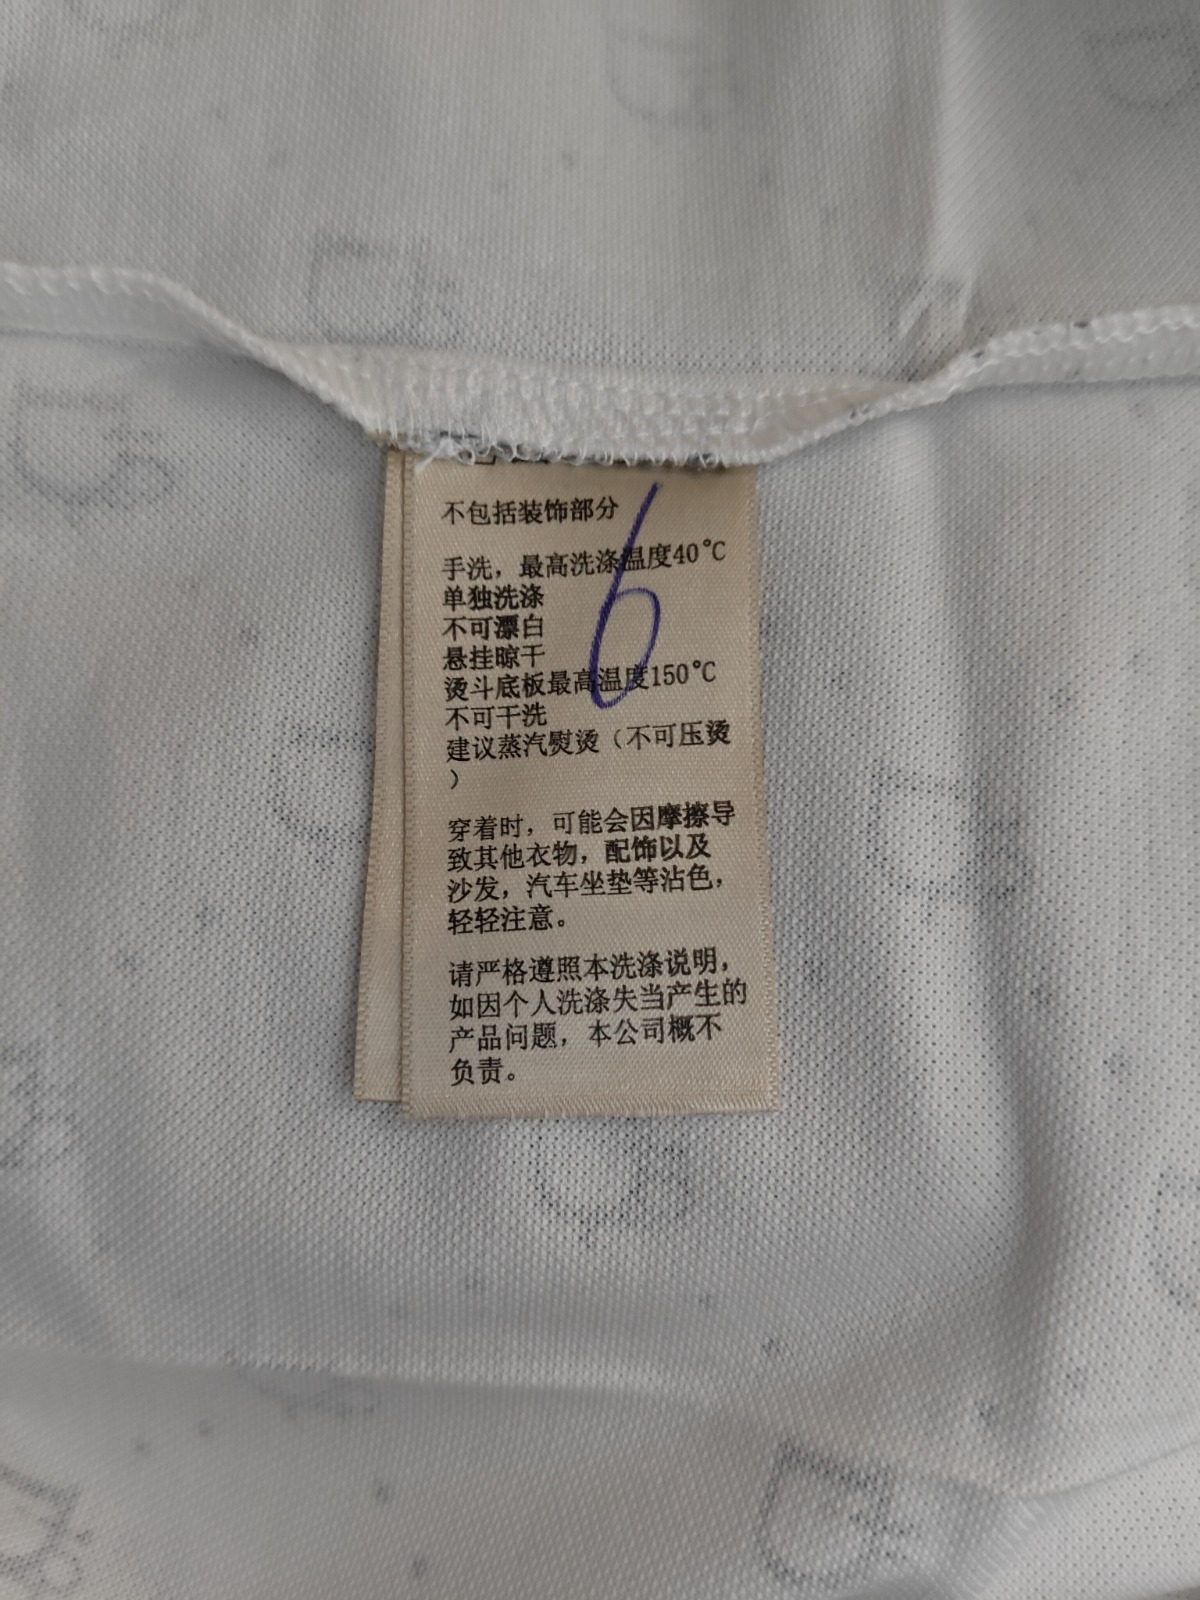 不包括装饰部分
手洗，最高洗涤温度40℃
单独洗涤
不可漂白
悬挂晾干
烫斗底板最高温度150℃
不可干洗
建议蒸汽熨烫（不可压烫
）
穿着时，可能会因摩擦导
致其他衣物，配饰以及
沙发，汽车坐垫等沾色，
轻轻注意。
请严格遵照本洗涤说明，
如因个人洗涤失当产生的
产品问题，本公司概不
负责。
6